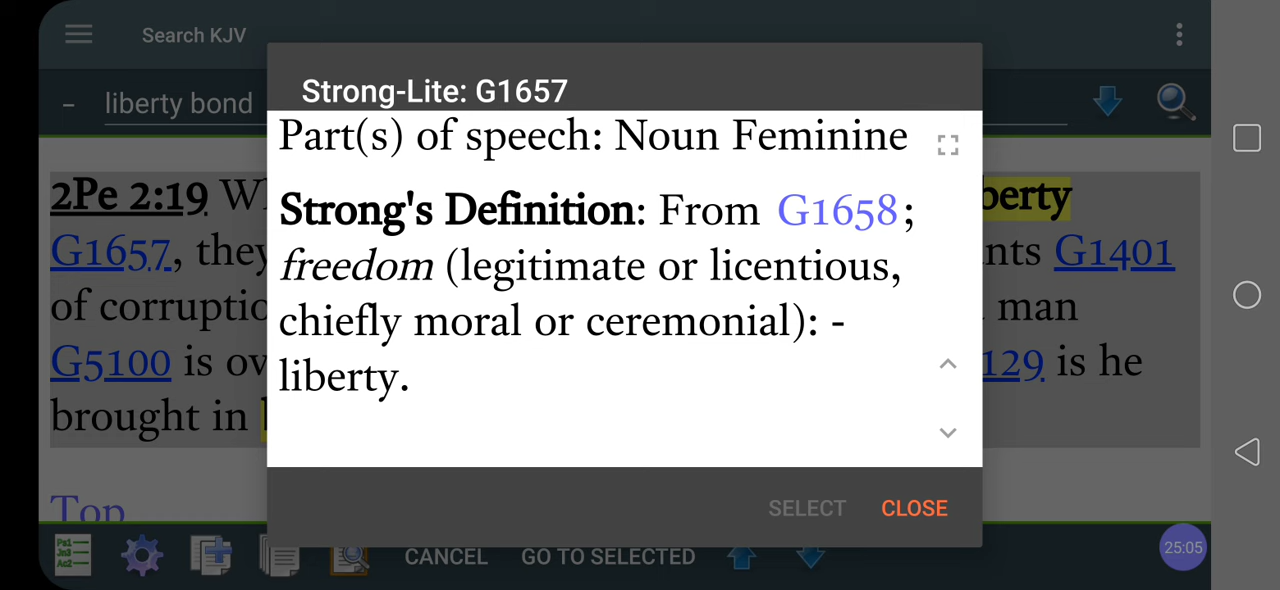 Search KJV
Strong-Lite: G1657
– liberty bond
Part(s) of speech: Noun Feminine
Strong's Definition: From G1658;
freedom (legitimate or licentious,
chiefly moral or ceremonial): -
liberty.
SELECT CLOSE
2Pe 2:19 berty
G1657, they nts G1401
of corruptio man
G5100 is ov 129 is he
brought in
Top
CANCEL GO TO SELECTED
25:05